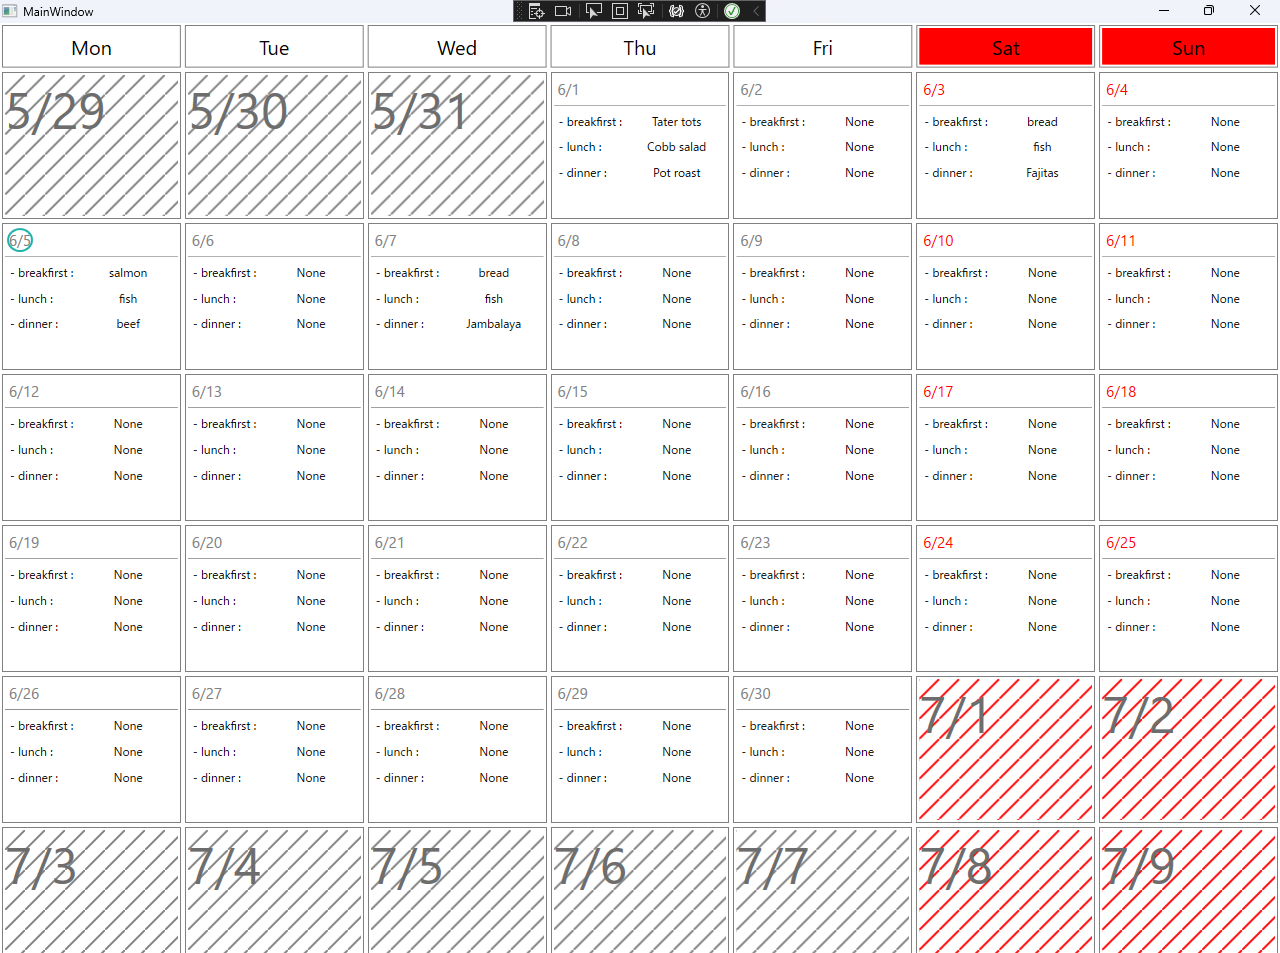 MainWindow
Mon Tue Wed Thu Fri Sat Sun
5/29 5/30 5/31 6/1 6/2 6/3 6/4
- breakfirst : Tater tots - breakfirst : None - breakfirst : bread - breakfirst : None
- lunch : Cobb salad - lunch : None - lunch : fish - lunch : None
- dinner : Pot roast - dinner : None - dinner : Fajitas - dinner : None
6/5 6/6 6/7 6/8 6/9 6/10 6/11
- breakfirst : salmon - breakfirst : None - breakfirst : bread - breakfirst : None - breakfirst : None - breakfirst : None - breakfirst : None
- lunch : fish - lunch : None - lunch : fish - lunch : None - lunch : None - lunch : None - lunch : None
- dinner : beef - dinner : None - dinner : Jambalaya - dinner : None - dinner : None - dinner : None - dinner : None
6/12 6/13 6/14 6/15 6/16 6/17 6/18
- breakfirst : None - breakfirst : None - breakfirst : None - breakfirst : None - breakfirst : None - breakfirst : None - breakfirst : None
- lunch : None - lunch : None - lunch : None - lunch : None - lunch : None - lunch : None - lunch : None
- dinner : None - dinner : None - dinner : None - dinner : None - dinner : None - dinner : None - dinner : None
6/19 6/20 6/21 6/22 6/23 6/24 6/25
- breakfirst : None - breakfirst : None - breakfirst : None - breakfirst : None - breakfirst : None - breakfirst : None - breakfirst : None
- lunch : None - lunch : None - lunch : None - lunch : None - lunch : None - lunch : None - lunch : None
- dinner : None - dinner : None - dinner : None - dinner : None - dinner : None - dinner : None - dinner : None
6/26 6/27 6/28 6/29 6/30 7/1 7/2
- breakfirst : None - breakfirst : None - breakfirst : None - breakfirst : None - breakfirst : None
- lunch : None - lunch : None - lunch : None - lunch : None - lunch : None
- dinner : None - dinner : None - dinner : None - dinner : None - dinner : None
7/3 7/4 7/5 7/6 7/7 7/8 7/9